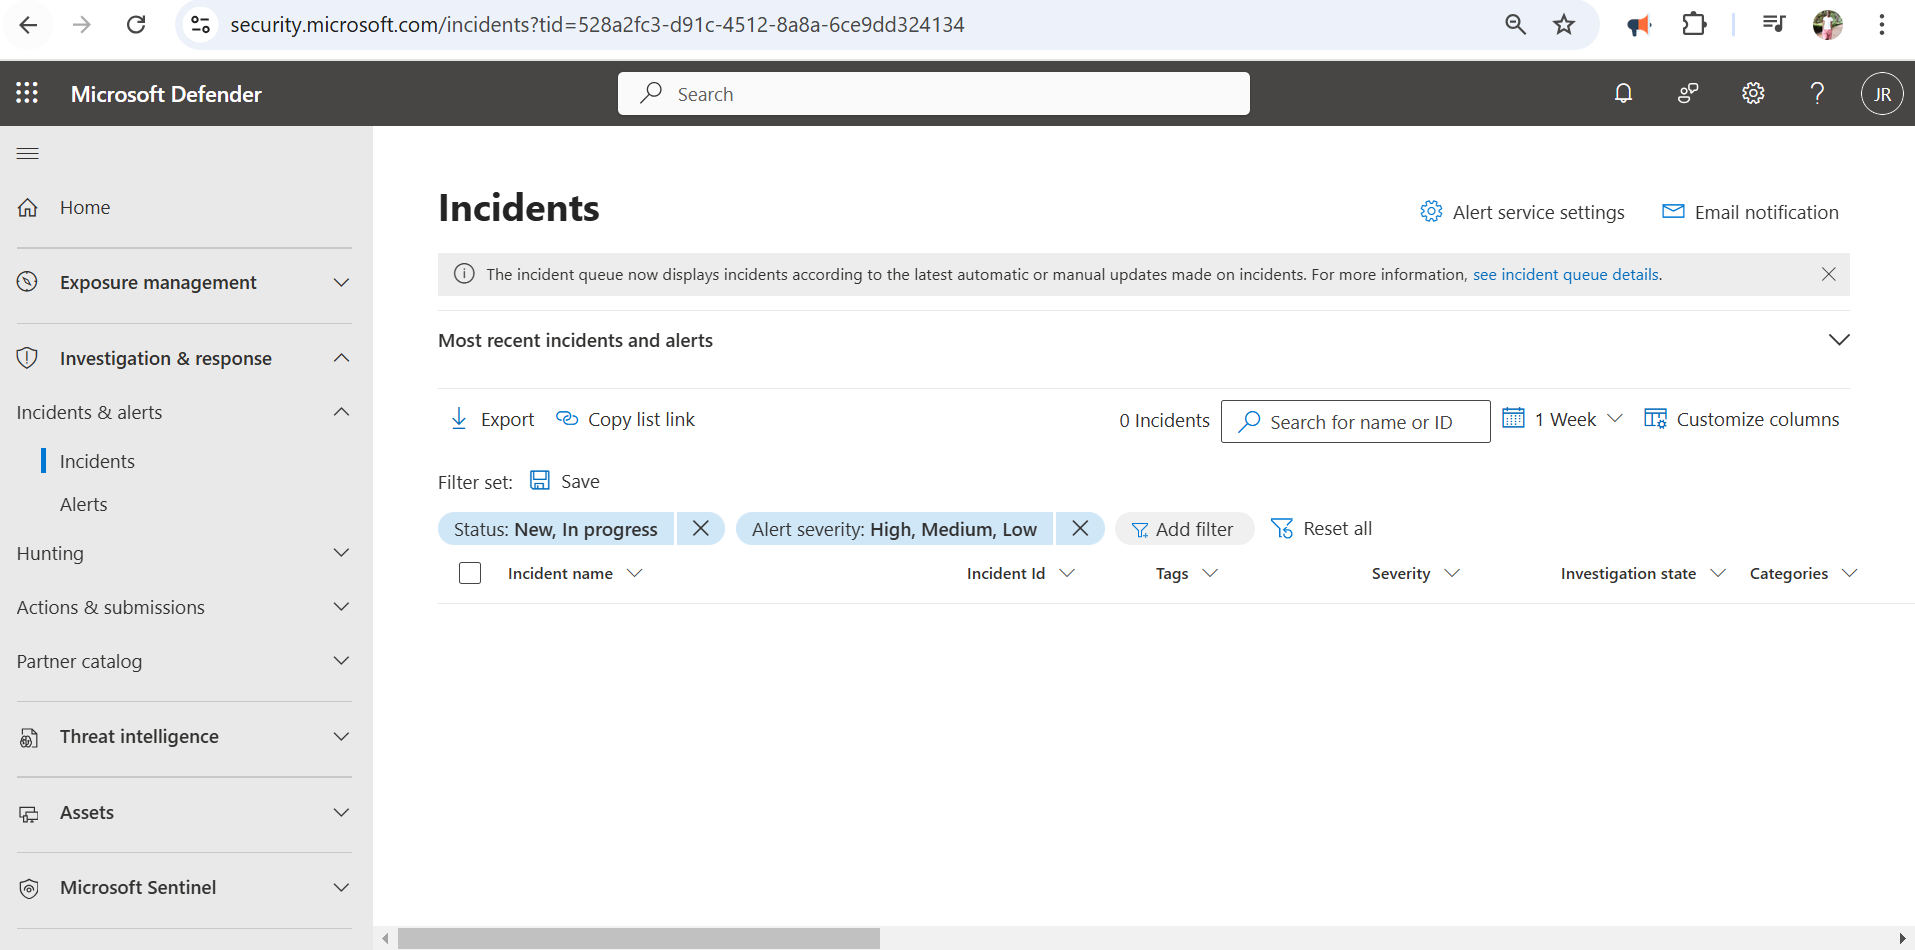 security.microsoft.com/incidents?tid=528a2fc3-d91c-4512-8a8a-6ce9dd324134
Microsoft Defender
Search
JR
Home
Exposure management
Investigation & response
Incidents & alerts
Incidents
Alerts
Hunting
Actions & submissions
Partner catalog
Threat intelligence
Assets
Microsoft Sentinel
Incidents
Alert service settings
Email notification
The incident queue now displays incidents according to the latest automatic or manual updates made on incidents. For more information, see incident queue details.
Most recent incidents and alerts
Export
Copy list link
0 Incidents
Search for name or ID
1 Week
Customize columns
Filter set:
Save
Status: New, In progress
Alert severity: High, Medium, Low
Add filter
Reset all
Incident name
Incident Id
Tags
Severity
Investigation state
Categories